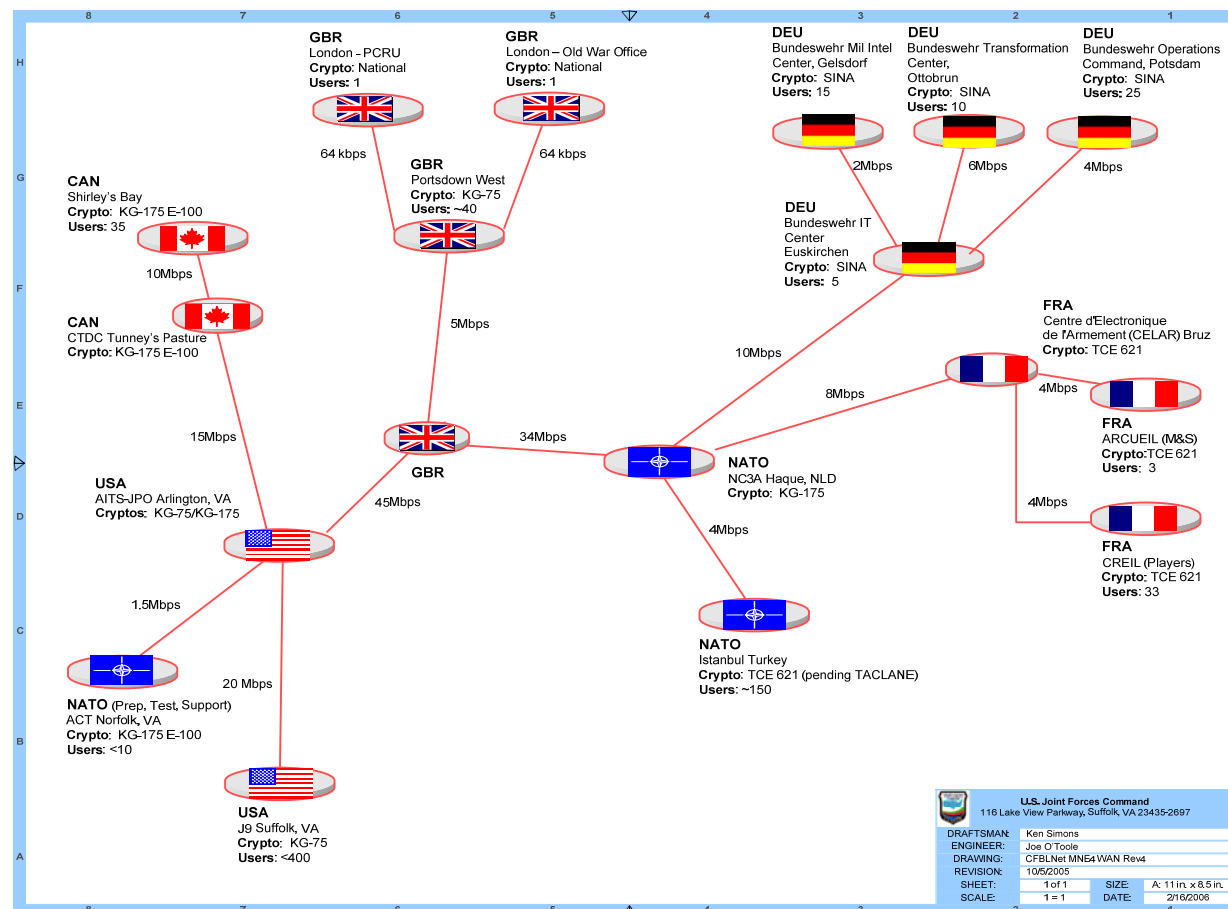 8 7 6 5 4 3 2 1
H
G
F
E
D
C
B
A
GBR
London - PCRU
Crypto: National
Users: 1
GBR
London – Old War Office
Crypto: National
Users: 1
DEU
Bundeswehr Mil Intel
Center, Gelsdorf
Crypto: SINA
Users: 15
DEU
Bundeswehr Transformation
Center,
Ottobrun
Crypto: SINA
Users: 10
DEU
Bundeswehr Operations
Command, Potsdam
Crypto: SINA
Users: 25
64 kbps
64 kbps
2Mbps
6Mbps
4Mbps
GBR
Portsdown West
Crypto: KG-75
Users: ~40
CAN
Shirley's Bay
Crypto: KG-175 E-100
Users: 35
DEU
Bundeswehr IT
Center
Euskirchen
Crypto: SINA
Users: 5
10Mbps
CAN
CTDC Tunney's Pasture
Crypto: KG-175 E-100
5Mbps
FRA
Centre d'Electronique
de l'Armement (CELAR) Bruz
Crypto: TCE 621
10Mbps
8Mbps
4Mbps
15Mbps
34Mbps
GBR
FRA
ARCUEIL (M&S)
Crypto:TCE 621
Users: 3
NATO
NC3A Haque, NLD
Crypto: KG-175
USA
AITS-JPO Arlington, VA
Cryptos: KG-75/KG-175
45Mbps
4Mbps
4Mbps
FRA
CREIL (Players)
Crypto: TCE 621
Users: 33
1.5Mbps
NATO
Istanbul Turkey
Crypto: TCE 621 (pending TACLANE)
Users: ~150
20 Mbps
NATO (Prep, Test, Support)
ACT Norfolk, VA
Crypto: KG-175 E-100
Users: <10
USA
J9 Suffolk, VA
Crypto: KG-75
Users: <400
U.S. Joint Forces Command
116 Lake View Parkway, Suffolk, VA 23435-2697
DRAFTSMAN: Ken Simons
ENGINEER: Joe O'Toole
DRAWING: CFBLNet MNE4 WAN Rev4
REVISION: 10/5/2005
SHEET: 1 of 1 SIZE: A: 11 in. x 8.5 in.
SCALE: 1 = 1 DATE: 2/16/2006
8 7 6 5 4 3 2 1